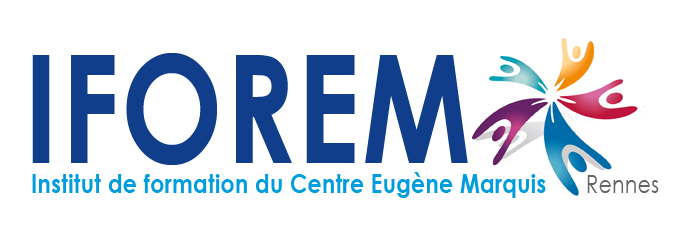 IFOREM
Institut de formation du Centre Eugène Marquis Rennes